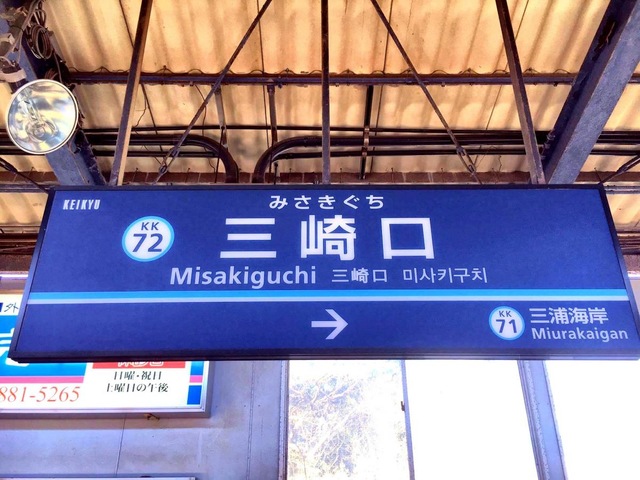 KEIKYU
みさきぐち
KK
72
三崎口
Misakiguchi 三崎口 미사키구치
→
KK
71
三浦海岸
Miurakaigan
外
日曜・祝日
土曜日の午後
881-5265